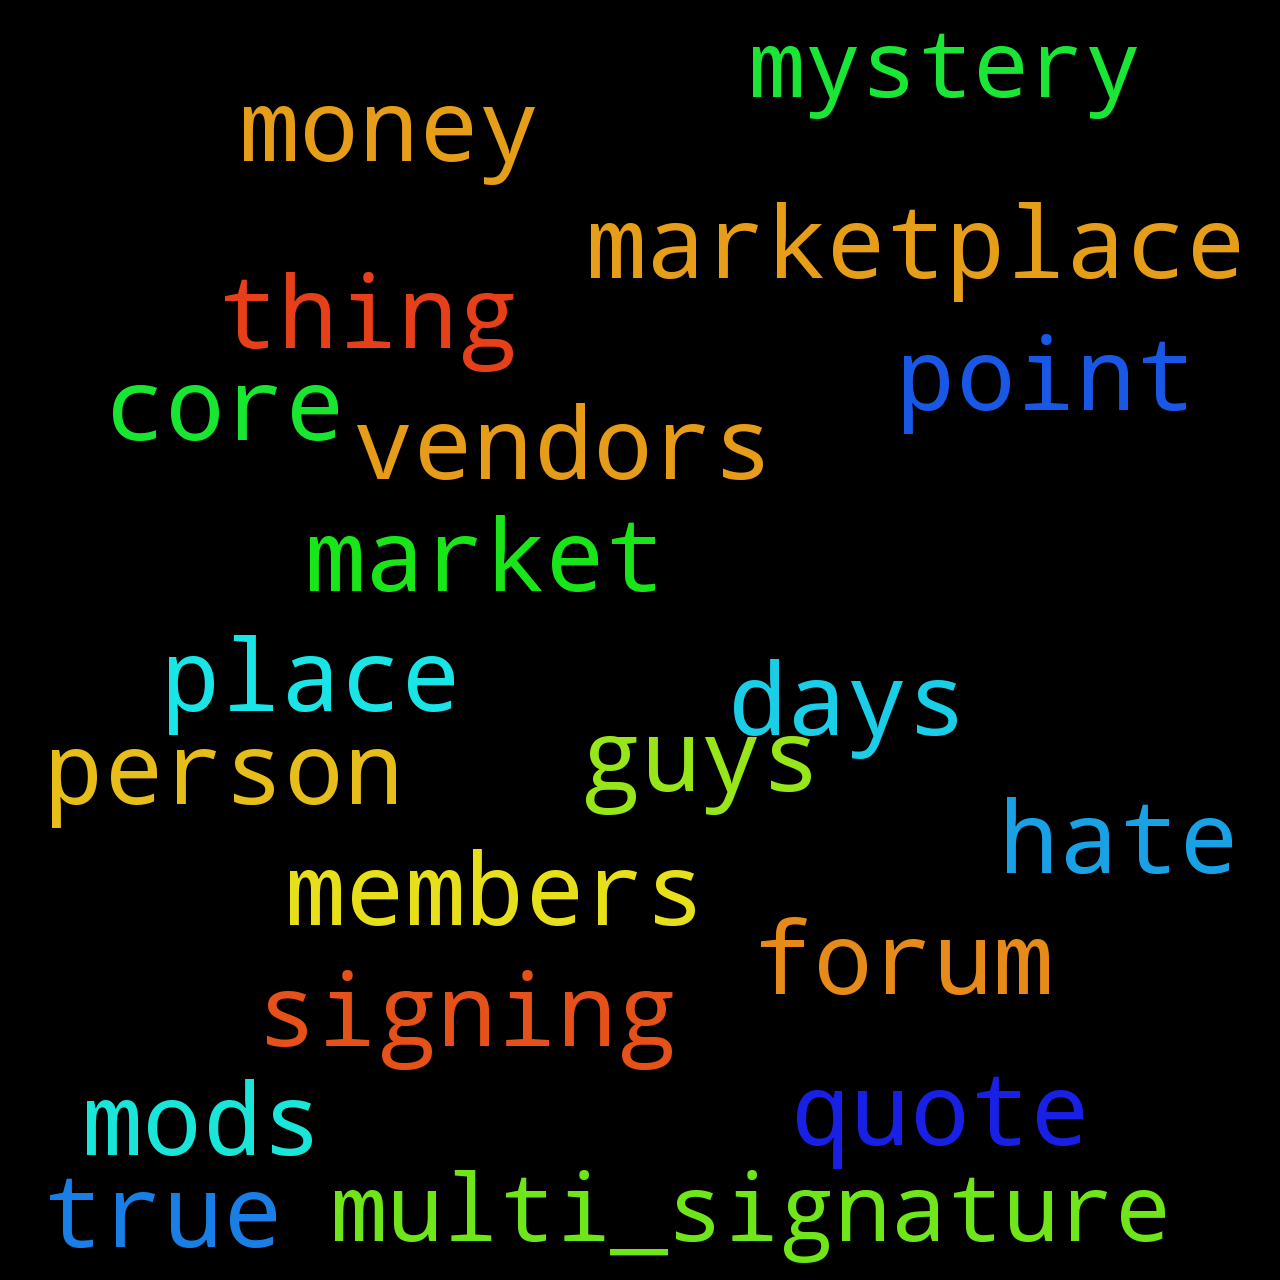 mystery
money
marketplace
thing
point
core
vendors
market
place
days
person
guys
hate
members
forum
signing
mods
quote
true
multi_signature